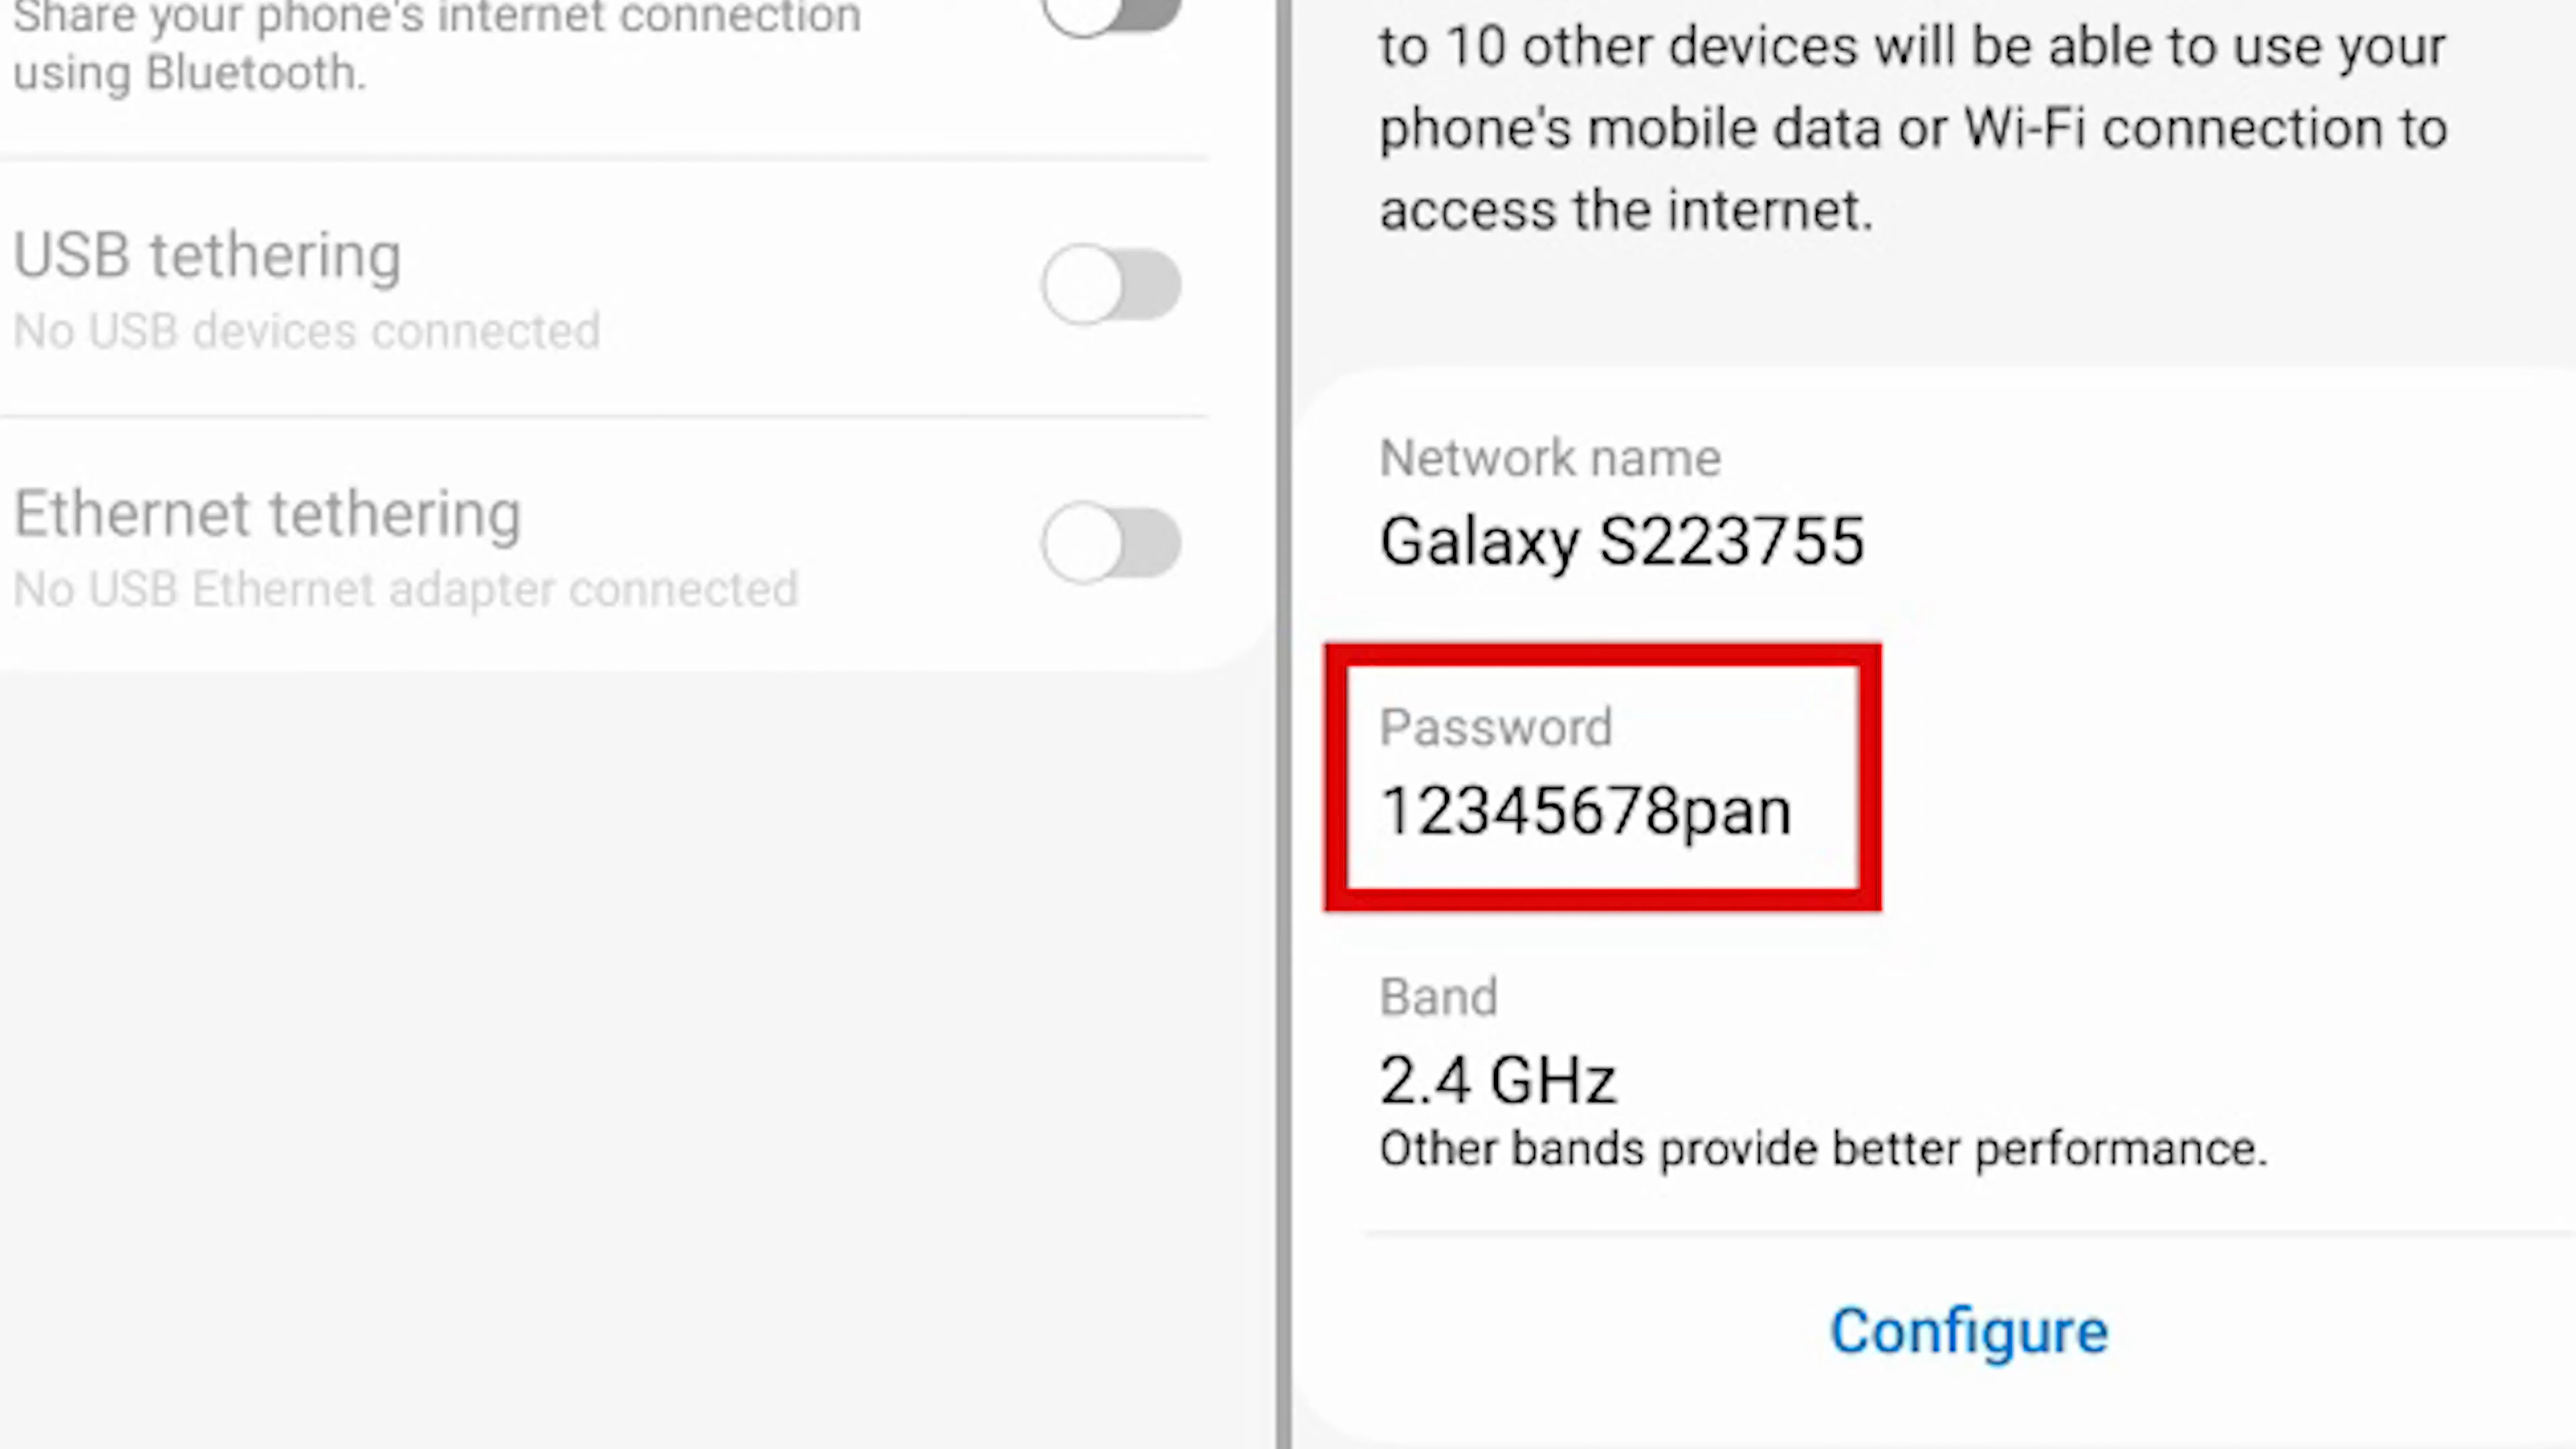 Share your phone's internet connection
using Bluetooth.
USB tethering
No USB devices connected
Ethernet tethering
No USB Ethernet adapter connected
to 10 other devices will be able to use your
phone's mobile data or Wi-Fi connection to
access the internet.
Network name
Galaxy S223755
Password
12345678pan
Band
2.4 GHz
Other bands provide better performance.
Configure